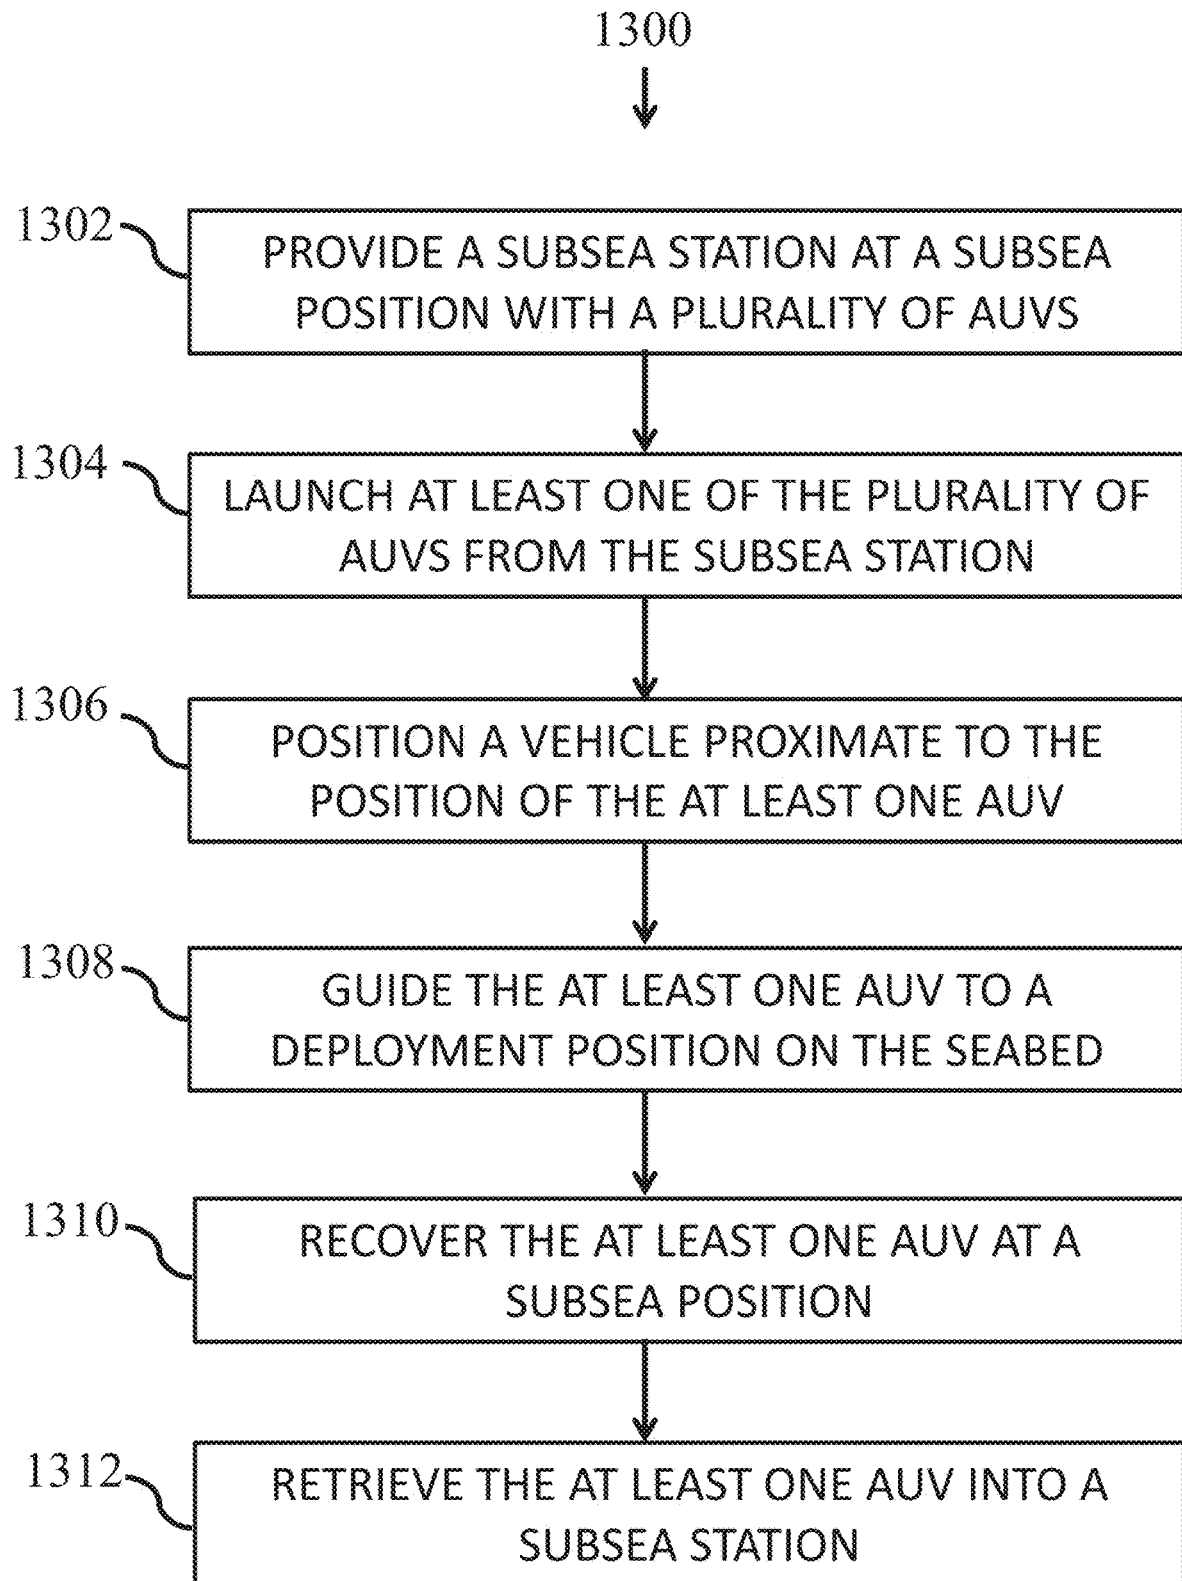 1300
1302
PROVIDE A SUBSEA STATION AT A SUBSEA
POSITION WITH A PLURALITY OF AUVS
1304
LAUNCH AT LEAST ONE OF THE PLURALITY OF
AUVS FROM THE SUBSEA STATION
1306
POSITION A VEHICLE PROXIMATE TO THE
POSITION OF THE AT LEAST ONE AUV
1308
GUIDE THE AT LEAST ONE AUV TO A
DEPLOYMENT POSITION ON THE SEABED
1310
RECOVER THE AT LEAST ONE AUV AT A
SUBSEA POSITION
1312
RETRIEVE THE AT LEAST ONE AUV INTO A
SUBSEA STATION